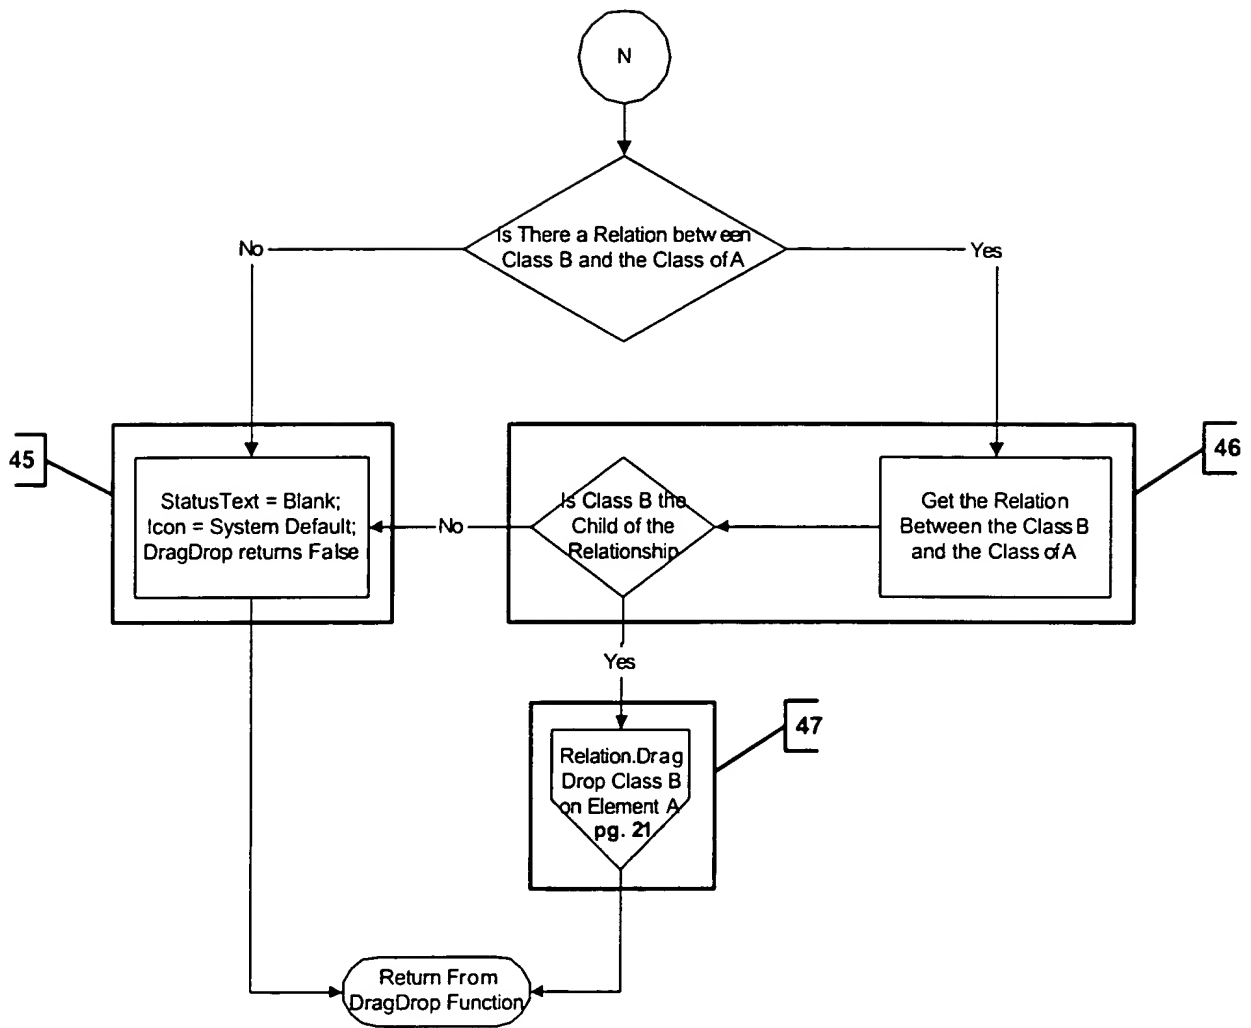 N
Is There a Relation between
Class B and the Class of A
No
Yes
45
46
StatusText = Blank;
Icon = System Default;
DragDrop returns False
No
Is Class B the
Child of the
Relationship
Get the Relation
Between the Class B
and the Class of A
Yes
47
Relation.Drag
Drop Class B
on Element A
pg. 21
Return From
DragDrop Function